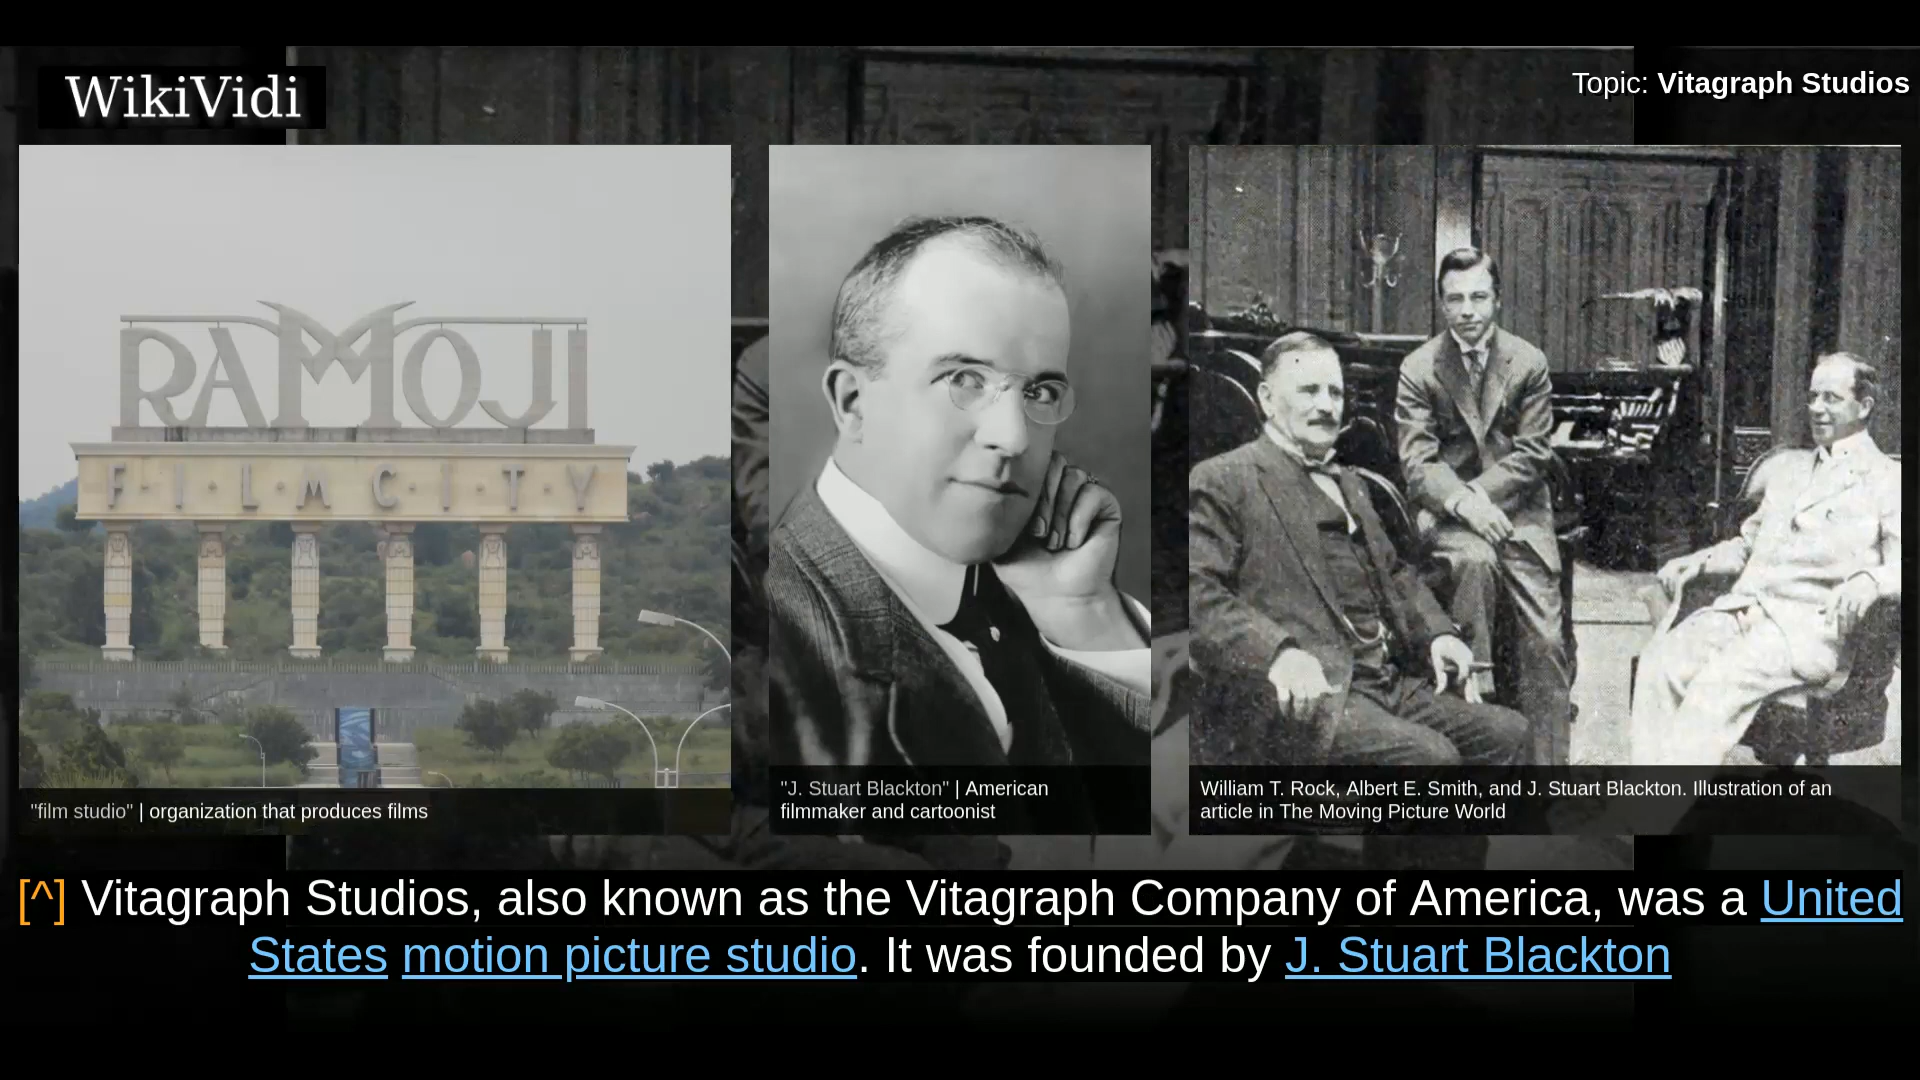 WikiVidi
Topic: Vitagraph Studios
RAMOJI
FILM CITY
"film studio" | organization that produces films
"J. Stuart Blackton" | American
filmmaker and cartoonist
William T. Rock, Albert E. Smith, and J. Stuart Blackton. Illustration of an
article in The Moving Picture World
[^] Vitagraph Studios, also known as the Vitagraph Company of America, was a United
States motion picture studio. It was founded by J. Stuart Blackton